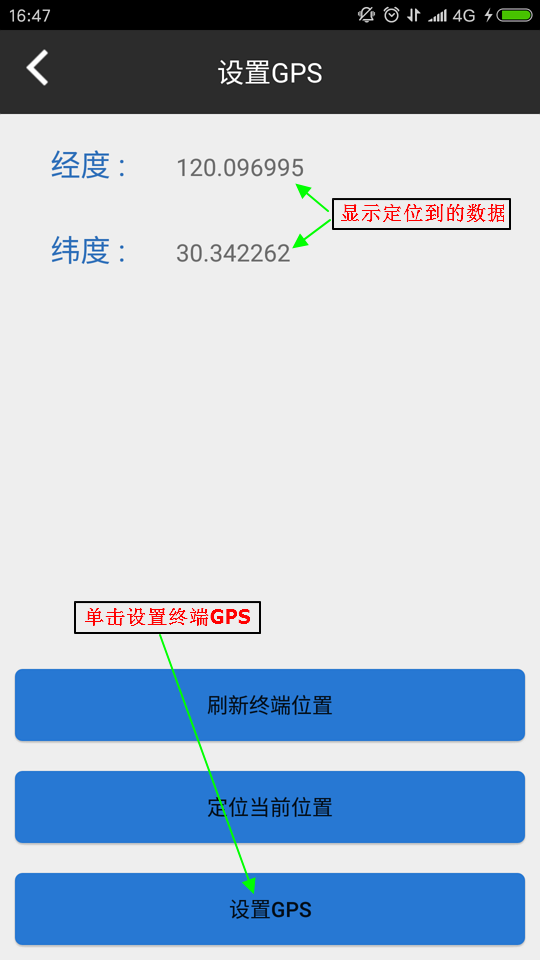 16:47
4G
设置GPS
经度：
120.096995
显示定位到的数据
纬度：
30.342262
单击设置终端GPS
刷新终端位置
定位当前位置
设置GPS